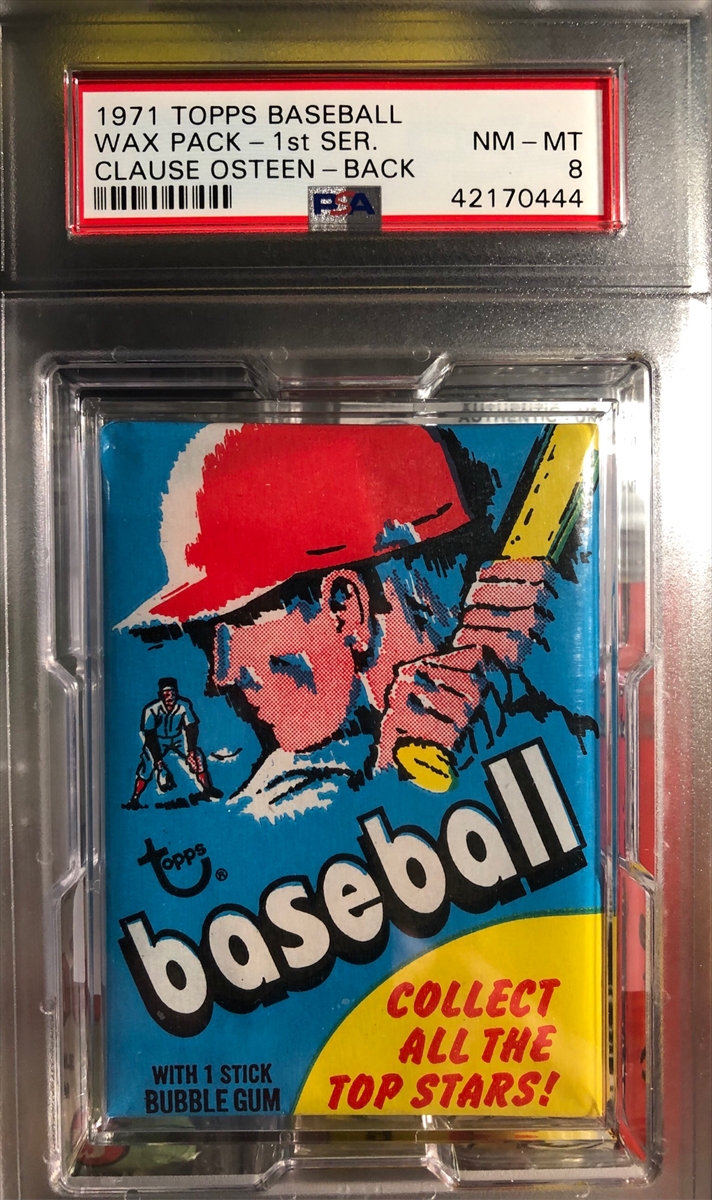 1971 TOPPS BASEBALL
WAX PACK – 1st SER. NM – MT
CLAUSE OSTEEN – BACK 8
PSA 42170444
AUTHENTIC
topps®
baseball
COLLECT
ALL THE
TOP STARS!
WITH 1 STICK
BUBBLE GUM